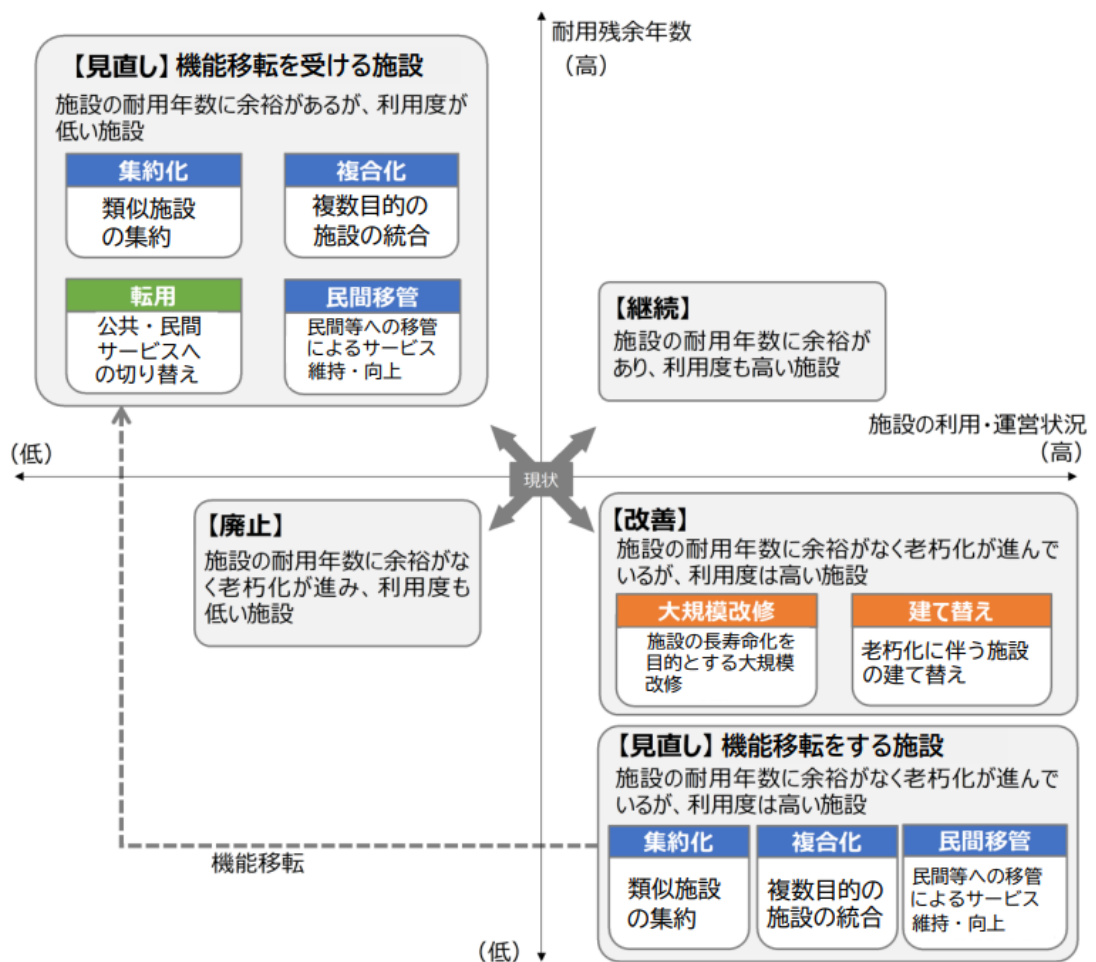 耐用残余年数
（高）
【見直し】機能移転を受ける施設
施設の耐用年数に余裕があるが、利用度が
低い施設
集約化
類似施設
の集約
複合化
複数目的の
施設の統合
転用
公共・民間
サービスへ
の切り替え
民間移管
民間等への移管
によるサービス
維持・向上
【継続】
施設の耐用年数に余裕が
あり、利用度も高い施設
施設の利用・運営状況
（高）
（低）
現状
【廃止】
施設の耐用年数に余裕がな
く老朽化が進み、利用度も
低い施設
【改善】
施設の耐用年数に余裕がなく老朽化が進んで
いるが、利用度は高い施設
大規模改修
施設の長寿命化を
目的とする大規模
改修
建て替え
老朽化に伴う施設
の建て替え
【見直し】機能移転をする施設
施設の耐用年数に余裕がなく老朽化が進んで
いるが、利用度は高い施設
集約化
類似施設
の集約
複合化
複数目的の
施設の統合
民間移管
民間等への移管
によるサービス
維持・向上
機能移転
（低）